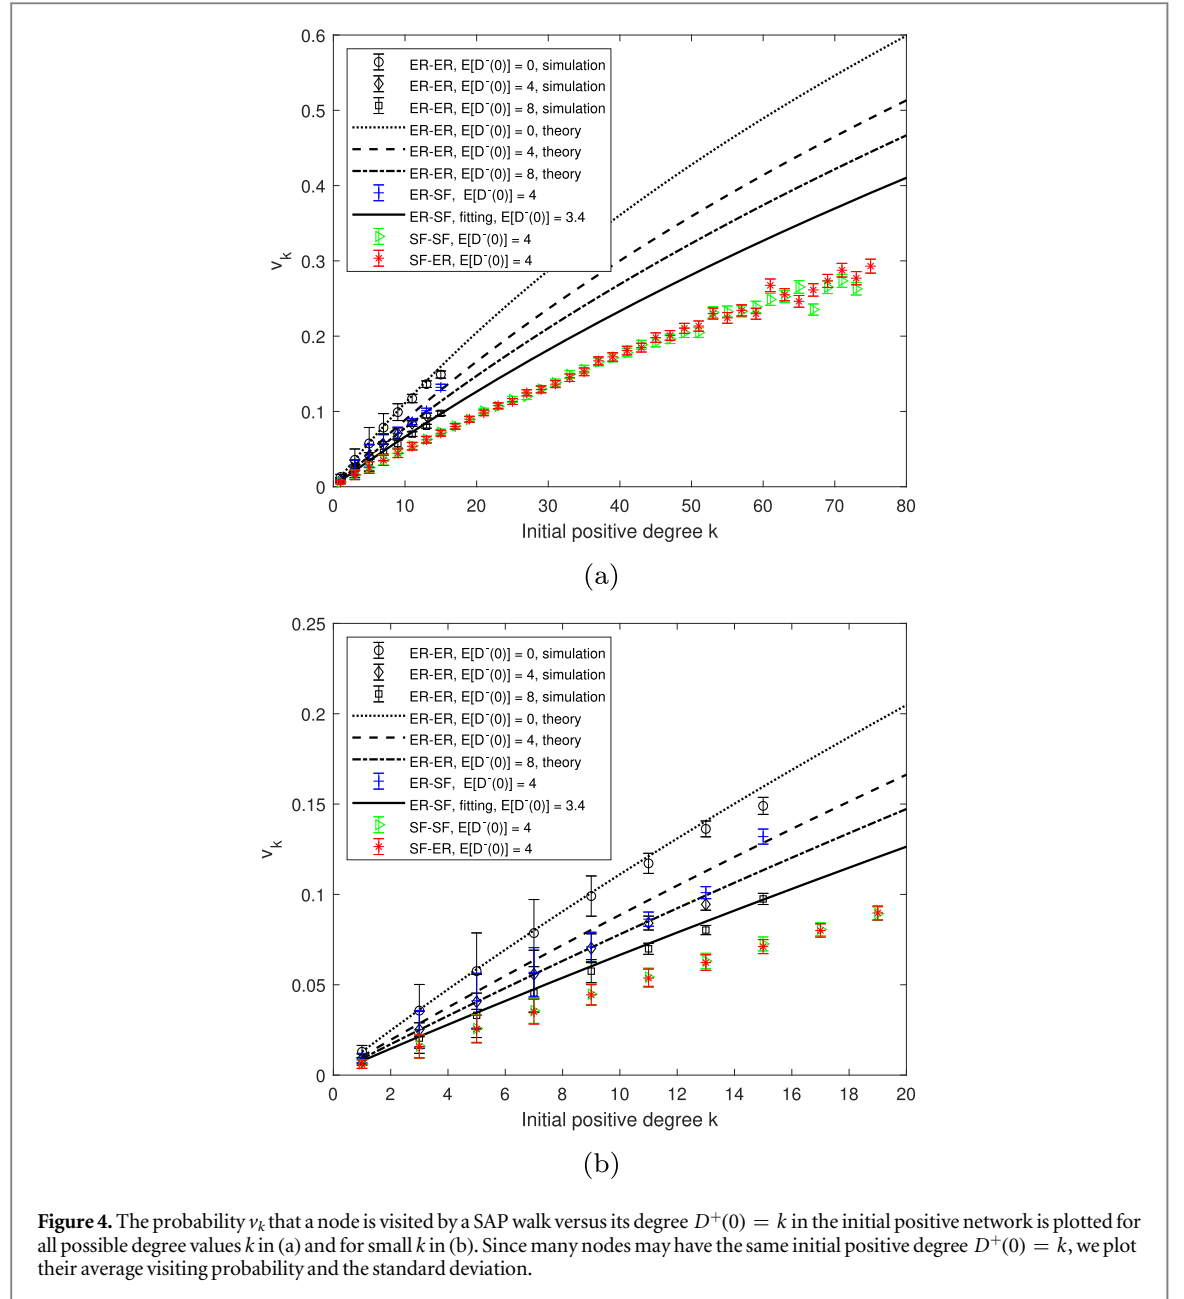 0.6
0.5
0.4
0.3
0.2
0.1
0
ν_k
ER-ER, E[D⁻(0)] = 0, simulation
ER-ER, E[D⁻(0)] = 4, simulation
ER-ER, E[D⁻(0)] = 8, simulation
ER-ER, E[D⁻(0)] = 0, theory
ER-ER, E[D⁻(0)] = 4, theory
ER-ER, E[D⁻(0)] = 8, theory
ER-SF, E[D⁻(0)] = 4
ER-SF, fitting, E[D⁻(0)] = 3.4
SF-SF, E[D⁻(0)] = 4
SF-ER, E[D⁻(0)] = 4
0 10 20 30 40 50 60 70 80
Initial positive degree k
(a)
0.25
0.2
0.15
0.1
0.05
0
ν_k
ER-ER, E[D⁻(0)] = 0, simulation
ER-ER, E[D⁻(0)] = 4, simulation
ER-ER, E[D⁻(0)] = 8, simulation
ER-ER, E[D⁻(0)] = 0, theory
ER-ER, E[D⁻(0)] = 4, theory
ER-ER, E[D⁻(0)] = 8, theory
ER-SF, E[D⁻(0)] = 4
ER-SF, fitting, E[D⁻(0)] = 3.4
SF-SF, E[D⁻(0)] = 4
SF-ER, E[D⁻(0)] = 4
0 2 4 6 8 10 12 14 16 18 20
Initial positive degree k
(b)
Figure 4. The probability ν_k that a node is visited by a SAP walk versus its degree D⁺(0) = k in the initial positive network is plotted for
all possible degree values k in (a) and for small k in (b). Since many nodes may have the same initial positive degree D⁺(0) = k, we plot
their average visiting probability and the standard deviation.